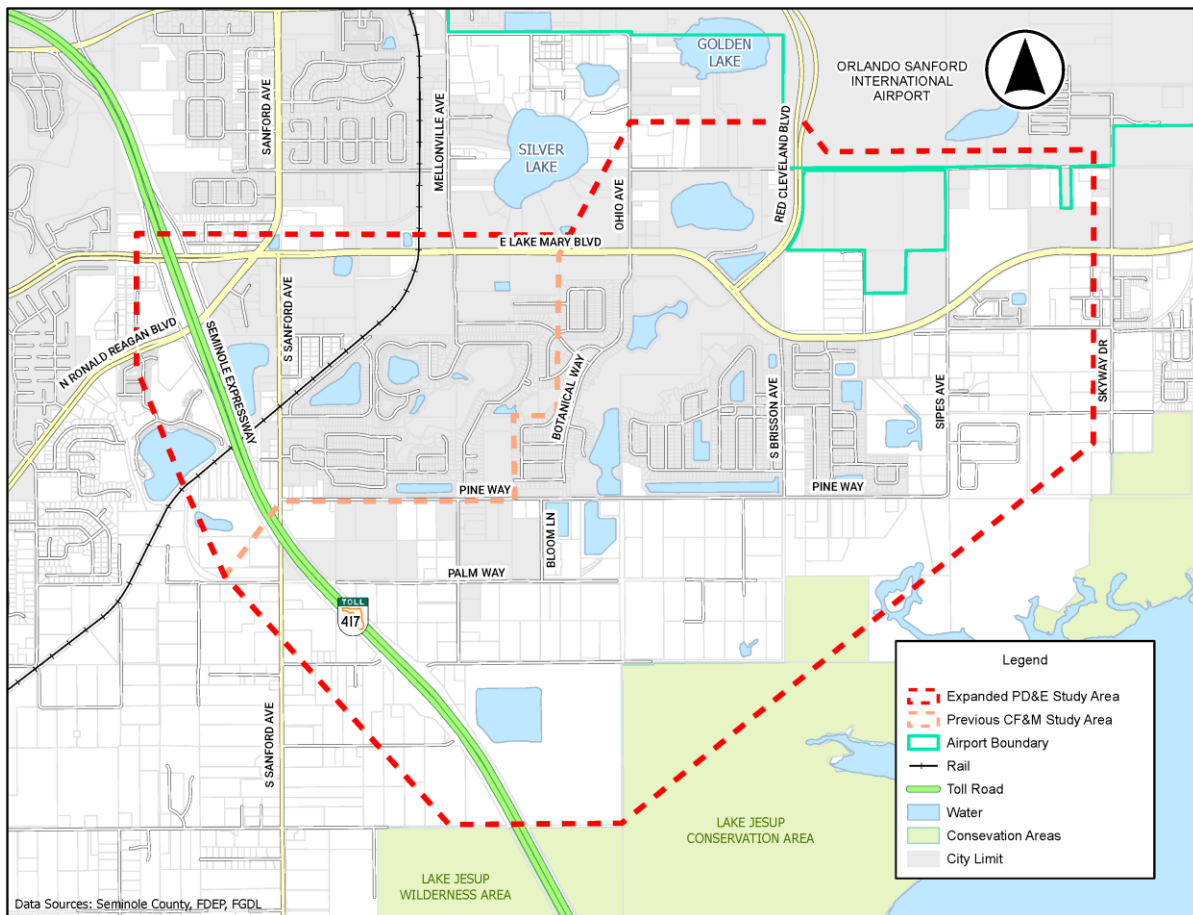 GOLDEN
LAKE
ORLANDO SANFORD
INTERNATIONAL
AIRPORT
SANFORD AVE
MELLONVILLE AVE
SILVER
LAKE
OHIO AVE
RED CLEVELAND BLVD
E LAKE MARY BLVD
N RONALD REAGAN BLVD
SEMINOLE EXPRESSWAY
S SANFORD AVE
BOTANICAL WAY
S BRISSON AVE
SIPES AVE
SKYWAY DR
PINE WAY
PINE WAY
BLOOM LN
PALM WAY
TOLL
417
S SANFORD AVE
LAKE JESUP
CONSERVATION AREA
LAKE JESUP
WILDERNESS AREA
Legend
Expanded PD&E Study Area
Previous CF&M Study Area
Airport Boundary
Rail
Toll Road
Water
Consevation Areas
City Limit
Data Sources: Seminole County, FDEP, FGDL